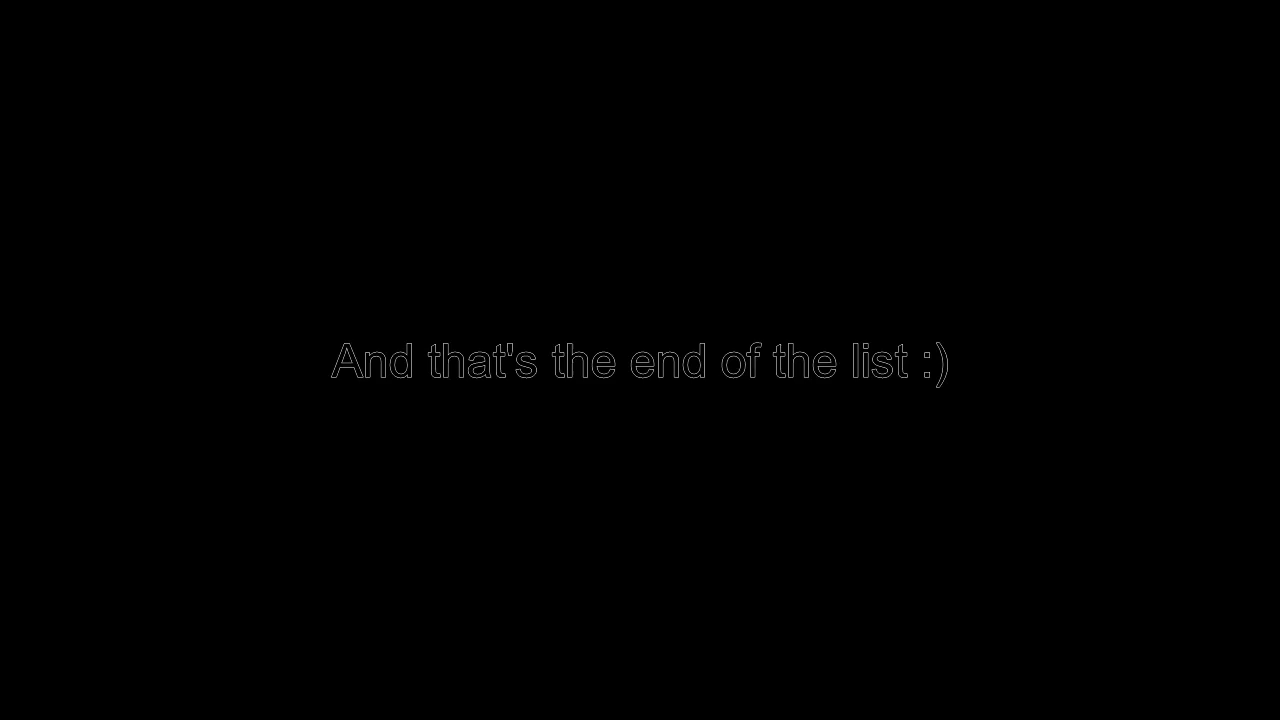 And that's the end of the list :)